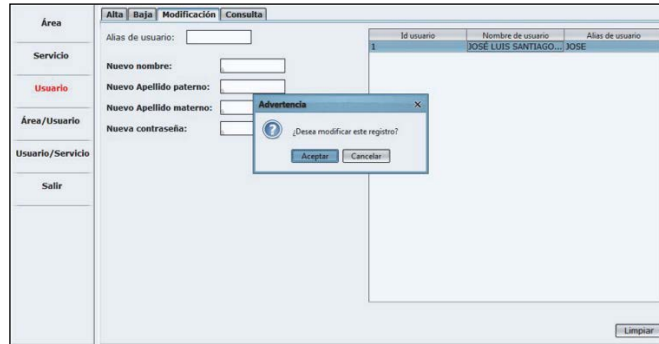 Área
Servicio
Usuario
Área/Usuario
Usuario/Servicio
Salir
Alta Baja Modificación Consulta
Alias de usuario:
Nuevo nombre:
Nuevo Apellido paterno:
Nuevo Apellido materno:
Nueva contraseña:
Id usuario Nombre de usuario Alias de usuario
1 JOSÉ LUIS SANTIAGO... JOSE
Advertencia
¿Desea modificar este registro?
Aceptar Cancelar
Limpiar